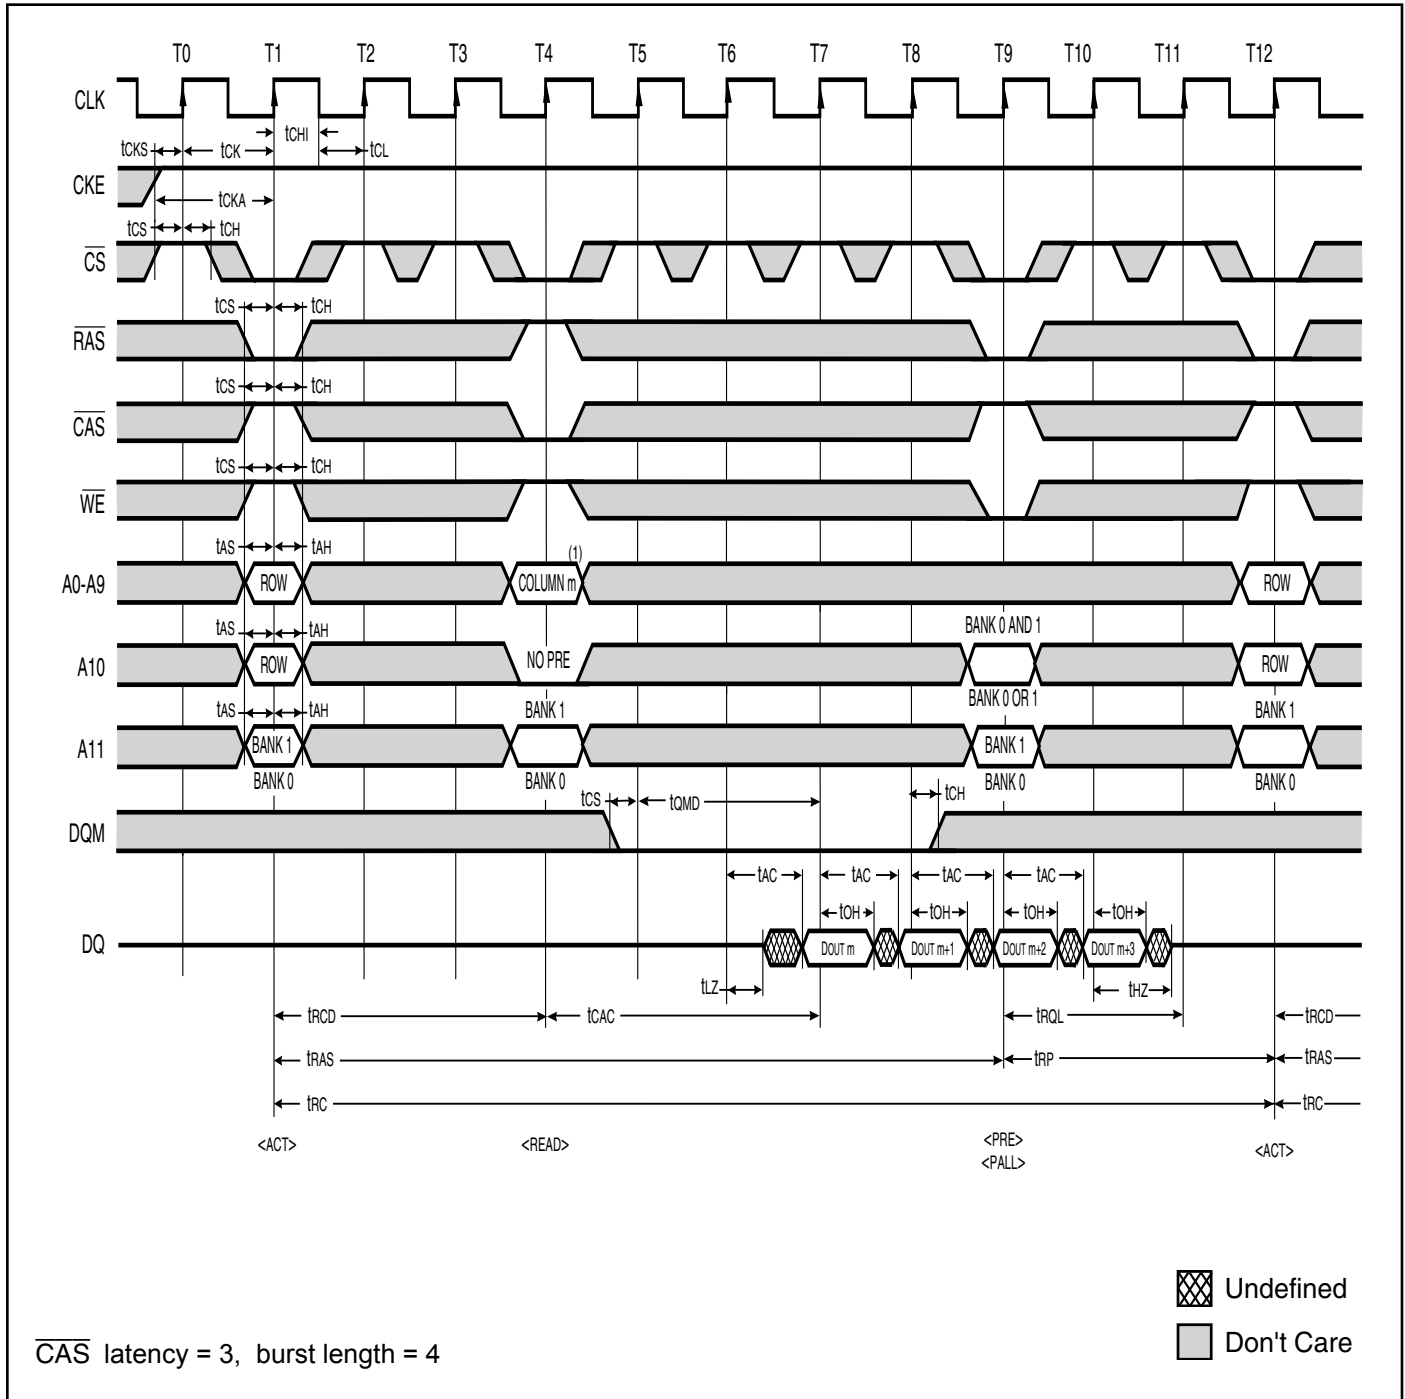 T0 T1 T2 T3 T4 T5 T6 T7 T8 T9 T10 T11 T12
CLK
tCHI
tCKS tCK tCL
CKE
tCKA
tCS tCH
CS
tCS tCH
RAS
tCS tCH
CAS
tCS tCH
WE
tAS tAH (1)
A0-A9 ROW COLUMN m ROW
tAS tAH BANK 0 AND 1
A10 ROW NO PRE ROW
BANK 0 OR 1
tAS tAH BANK 1 BANK 1
A11 BANK 1 BANK 1
BANK 0 BANK 0 BANK 0 BANK 0
tCS tQMD tCH
DQM
tAC tAC tAC tAC
tOH tOH tOH tOH
DQ DOUT m DOUT m+1 DOUT m+2 DOUT m+3
tLZ tHZ
tRCD tCAC tRQL tRCD
tRAS tRP tRAS
tRC tRC
<ACT> <READ> <PRE> <ACT>
<PALL>
Undefined
Don't Care
CAS latency = 3, burst length = 4